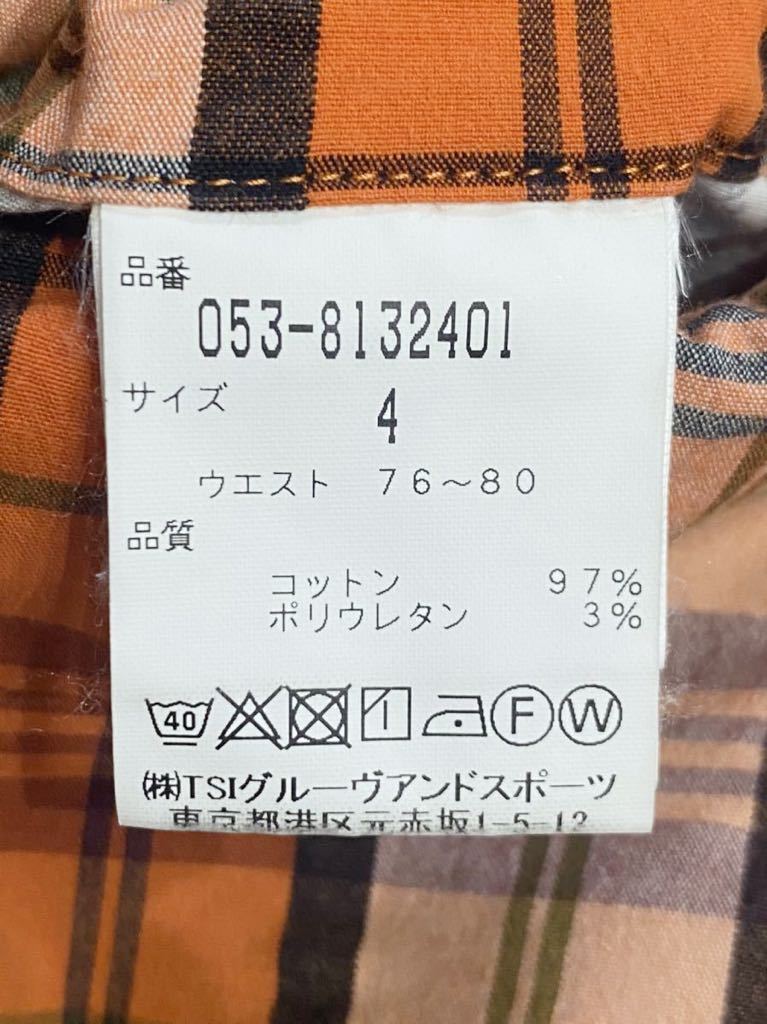 品番
053-8132401
サイズ 4
ウエスト 76～80
品質
コットン 97%
ポリウレタン 3%
40 F W
㈱TSIグルーヴアンドスポーツ
東京都港区元赤坂1-5-12